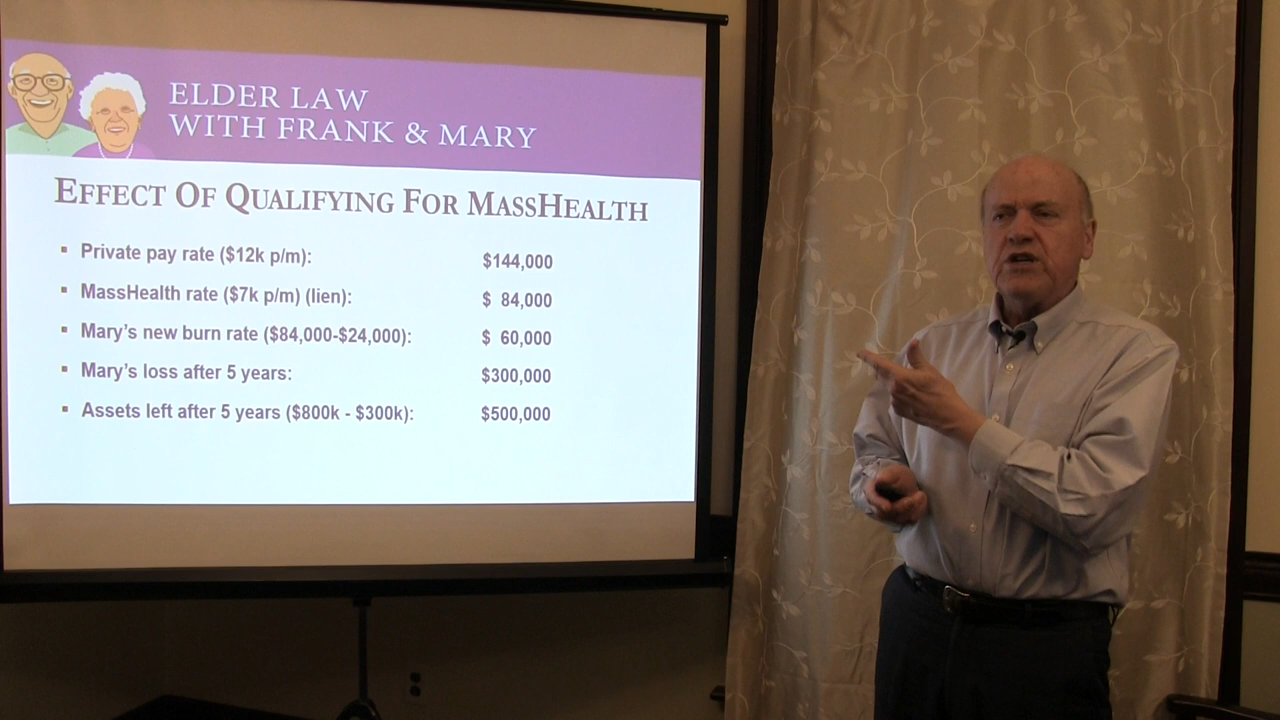 ELDER LAW
WITH FRANK & MARY
EFFECT OF QUALIFYING FOR MASSHEALTH
▪ Private pay rate ($12k p/m): $144,000
▪ MassHealth rate ($7k p/m) (lien): $ 84,000
▪ Mary's new burn rate ($84,000-$24,000): $ 60,000
▪ Mary's loss after 5 years: $300,000
▪ Assets left after 5 years ($800k - $300k): $500,000